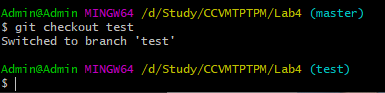 Admin@Admin MINGW64 /d/Study/CCVMTPTPM/Lab4 (master)
$ git checkout test
Switched to branch 'test'
Admin@Admin MINGW64 /d/Study/CCVMTPTPM/Lab4 (test)
$